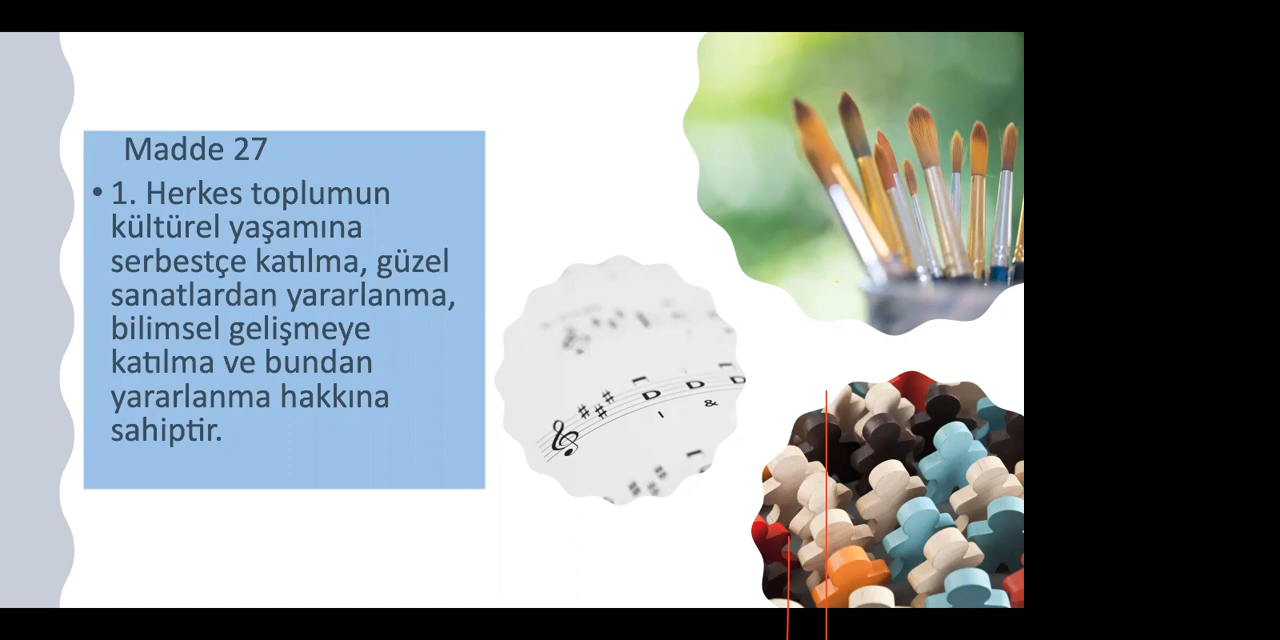 Madde 27
• 1. Herkes toplumun
kültürel yaşamına
serbestçe katılma, güzel
sanatlardan yararlanma,
bilimsel gelişmeye
katılma ve bundan
yararlanma hakkına
sahiptir.